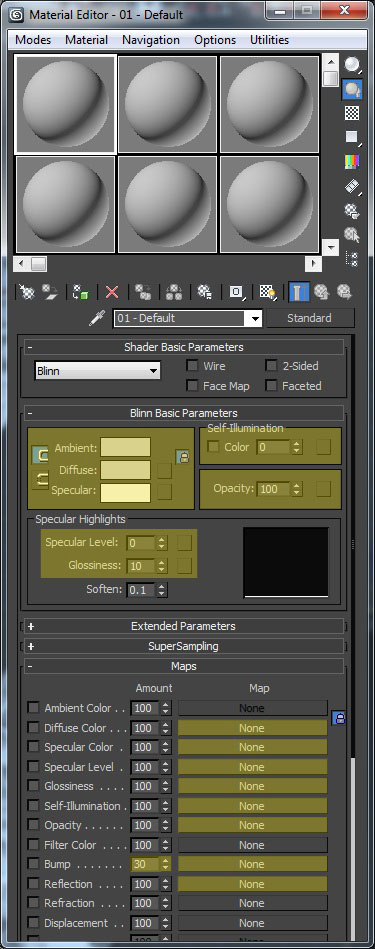 Material Editor - 01 - Default
Modes Material Navigation Options Utilities
01 - Default Standard
- Shader Basic Parameters
Blinn Wire 2-Sided
Face Map Faceted
- Blinn Basic Parameters
Self-Illumination
Ambient: Color 0
Diffuse:
Specular: Opacity: 100
Specular Highlights
Specular Level: 0
Glossiness: 10
Soften: 0.1
+ Extended Parameters
+ SuperSampling
- Maps
Amount Map
Ambient Color . . 100 None
Diffuse Color . . . 100 None
Specular Color . 100 None
Specular Level . 100 None
Glossiness . . . . 100 None
Self-Illumination 100 None
Opacity . . . . . . 100 None
Filter Color . . . . 100 None
Bump . . . . . . . 30 None
Reflection . . . . 100 None
Refraction . . . . 100 None
Displacement . . 100 None